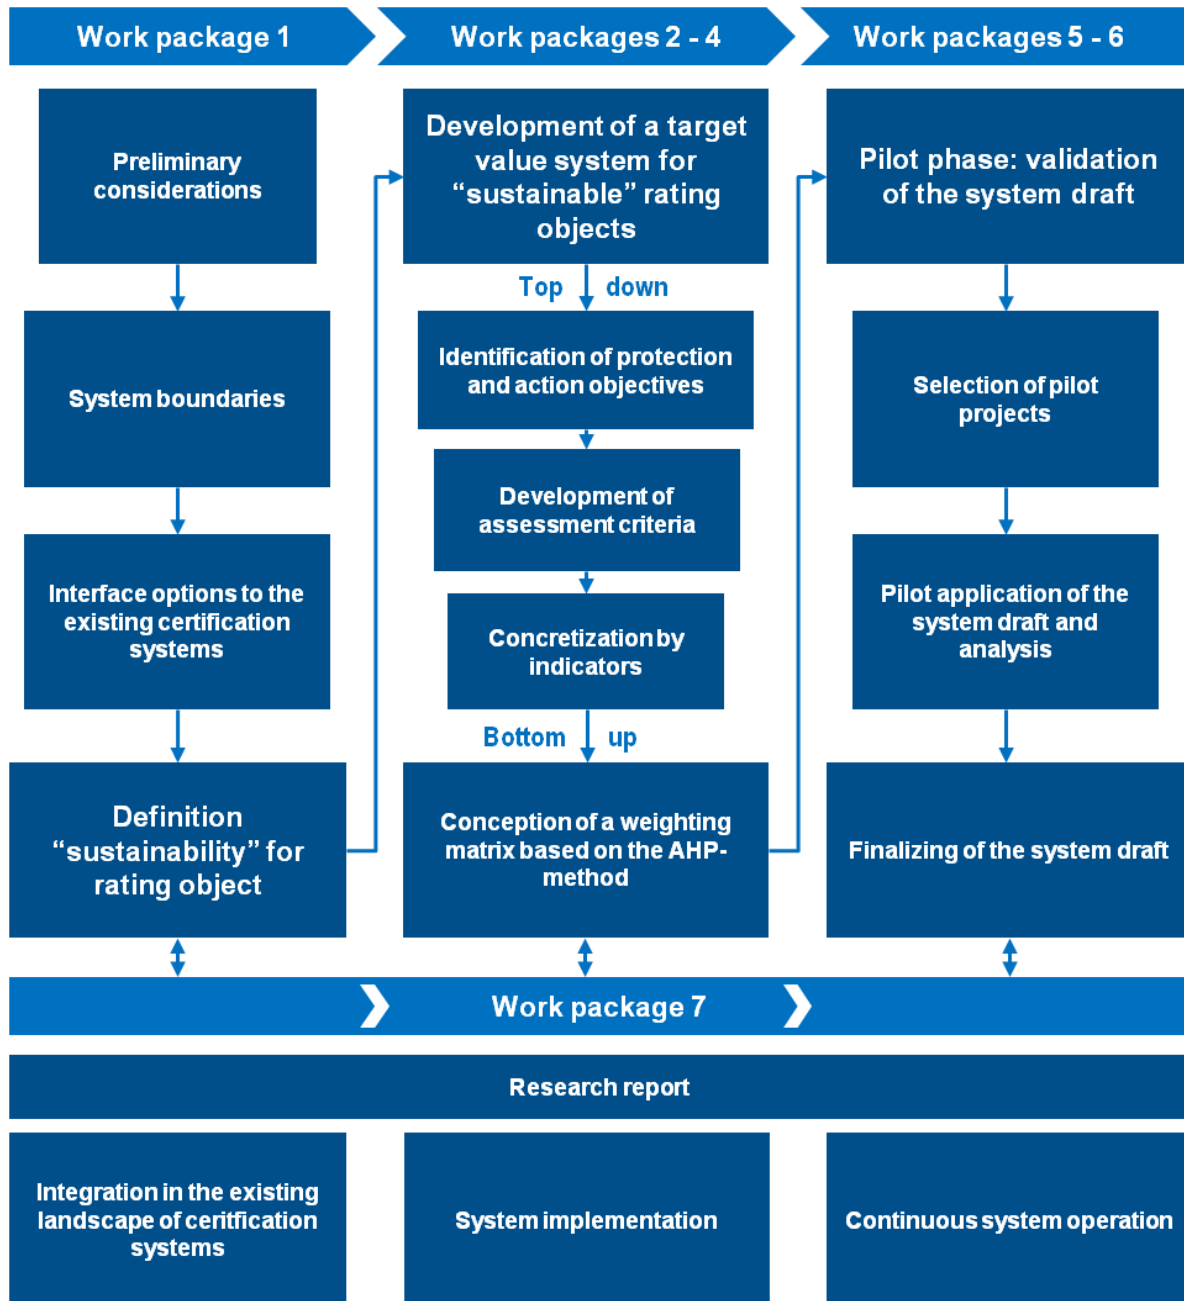 Work package 1
Work packages 2 - 4
Work packages 5 - 6
Preliminary
considerations
System boundaries
Interface options to the
existing certification
systems
Definition
“sustainability” for
rating object
Development of a target
value system for
“sustainable” rating
objects
Top down
Identification of protection
and action objectives
Development of
assessment criteria
Concretization by
indicators
Bottom up
Conception of a weighting
matrix based on the AHP-
method
Pilot phase: validation
of the system draft
Selection of pilot
projects
Pilot application of the
system draft and
analysis
Finalizing of the system draft
Work package 7
Research report
Integration in the existing
landscape of ceritfication
systems
System implementation
Continuous system operation